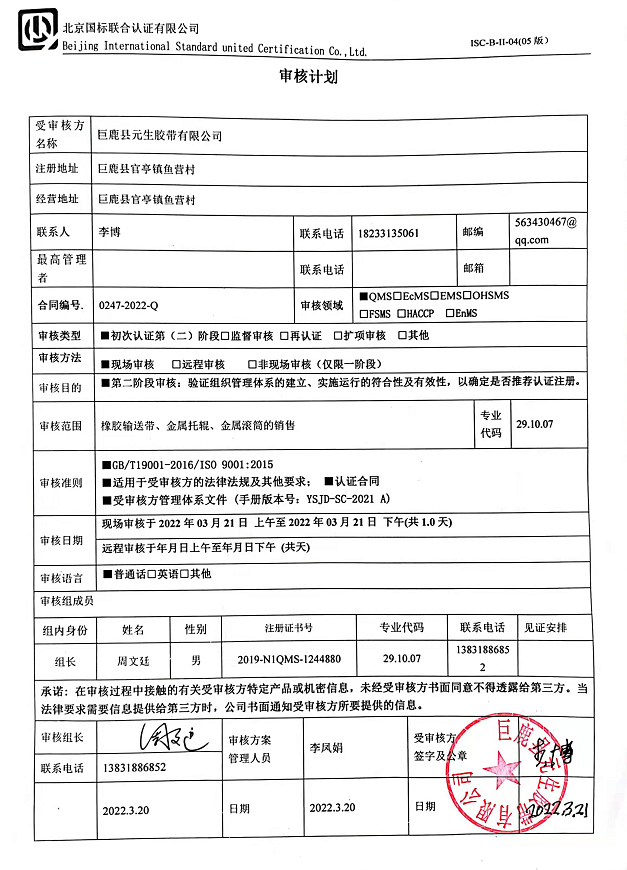 北京国标联合认证有限公司
Beijing International Standard united Certification Co.,Ltd.
ISC-B-II-04(05 版)
审核计划
受审核方名称 巨鹿县元生胶带有限公司
注册地址 巨鹿县官亭镇鱼营村
经营地址 巨鹿县官亭镇鱼营村
联系人 李博 联系电话 18233135061 邮编 563430467@qq.com
最高管理者 联系电话 邮箱
合同编号. 0247-2022-Q 审核领域 ■QMS□EcMS□EMS□OHSMS
□FSMS □HACCP □EnMS
审核类型 ■初次认证第（二）阶段□监督审核 □再认证 □扩项审核 □其他
审核方法 ■现场审核 □远程审核 □非现场审核（仅限一阶段）
审核目的 ■第二阶段审核：验证组织管理体系的建立、实施运行的符合性及有效性，以确定是否推荐认证注册。
审核范围 橡胶输送带、金属托辊、金属滚筒的销售 专业代码 29.10.07
审核准则 ■GB/T19001-2016/ISO 9001:2015
■适用于受审核方的法律法规及其他要求； ■认证合同
■受审核方管理体系文件（手册版本号：YSJD-SC-2021 A）
审核日期 现场审核于 2022 年 03 月 21 日 上午至 2022 年 03 月 21 日 下午(共 1.0 天)
远程审核于年月日上午至年月日下午 (共天)
审核语言 ■普通话□英语□其他
审核组成员
组内身份 姓名 性别 注册证书号 专业代码 联系电话 见证安排
组长 周文廷 男 2019-N1QMS-1244880 29.10.07 13831886852
承诺：在审核过程中接触的有关受审核方特定产品或机密信息，未经受审核方书面同意不得透露给第三方。当
法律要求需要信息提供给第三方时，公司书面通知受审核方所要提供的信息。
审核组长 周文廷 审核方案管理人员 李凤娟 受审核方签字及公章 李博
联系电话 13831886852
2022.3.20 日期 2022.3.20 日期 2022.3.21
巨鹿县元生胶带有限公司